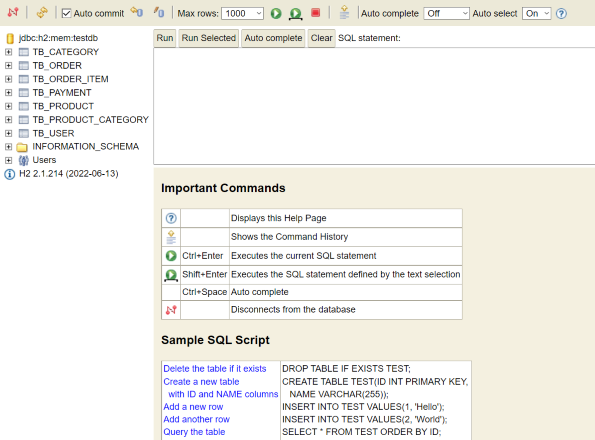 Auto commit Max rows: 1000 Auto complete Off Auto select On
jdbc:h2:mem:testdb
TB_CATEGORY
TB_ORDER
TB_ORDER_ITEM
TB_PAYMENT
TB_PRODUCT
TB_PRODUCT_CATEGORY
TB_USER
INFORMATION_SCHEMA
Users
H2 2.1.214 (2022-06-13)
Run Run Selected Auto complete Clear SQL statement:
Important Commands
Displays this Help Page
Shows the Command History
Ctrl+Enter Executes the current SQL statement
Shift+Enter Executes the SQL statement defined by the text selection
Ctrl+Space Auto complete
Disconnects from the database
Sample SQL Script
Delete the table if it exists DROP TABLE IF EXISTS TEST;
Create a new table CREATE TABLE TEST(ID INT PRIMARY KEY,
with ID and NAME columns NAME VARCHAR(255));
Add a new row INSERT INTO TEST VALUES(1, 'Hello');
Add another row INSERT INTO TEST VALUES(2, 'World');
Query the table SELECT * FROM TEST ORDER BY ID;